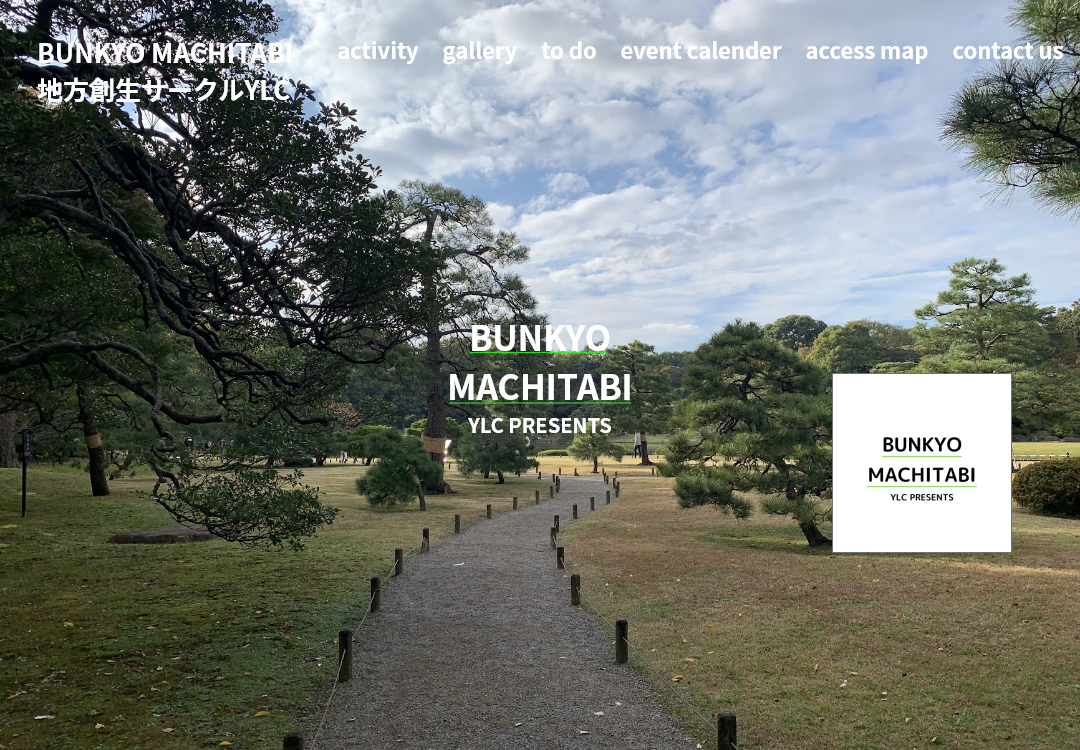 BUNKYO MACHITABI
地方創生サークルYLC
activity gallery to do event calender access map contact us
BUNKYO
MACHITABI
YLC PRESENTS
BUNKYO
MACHITABI
YLC PRESENTS